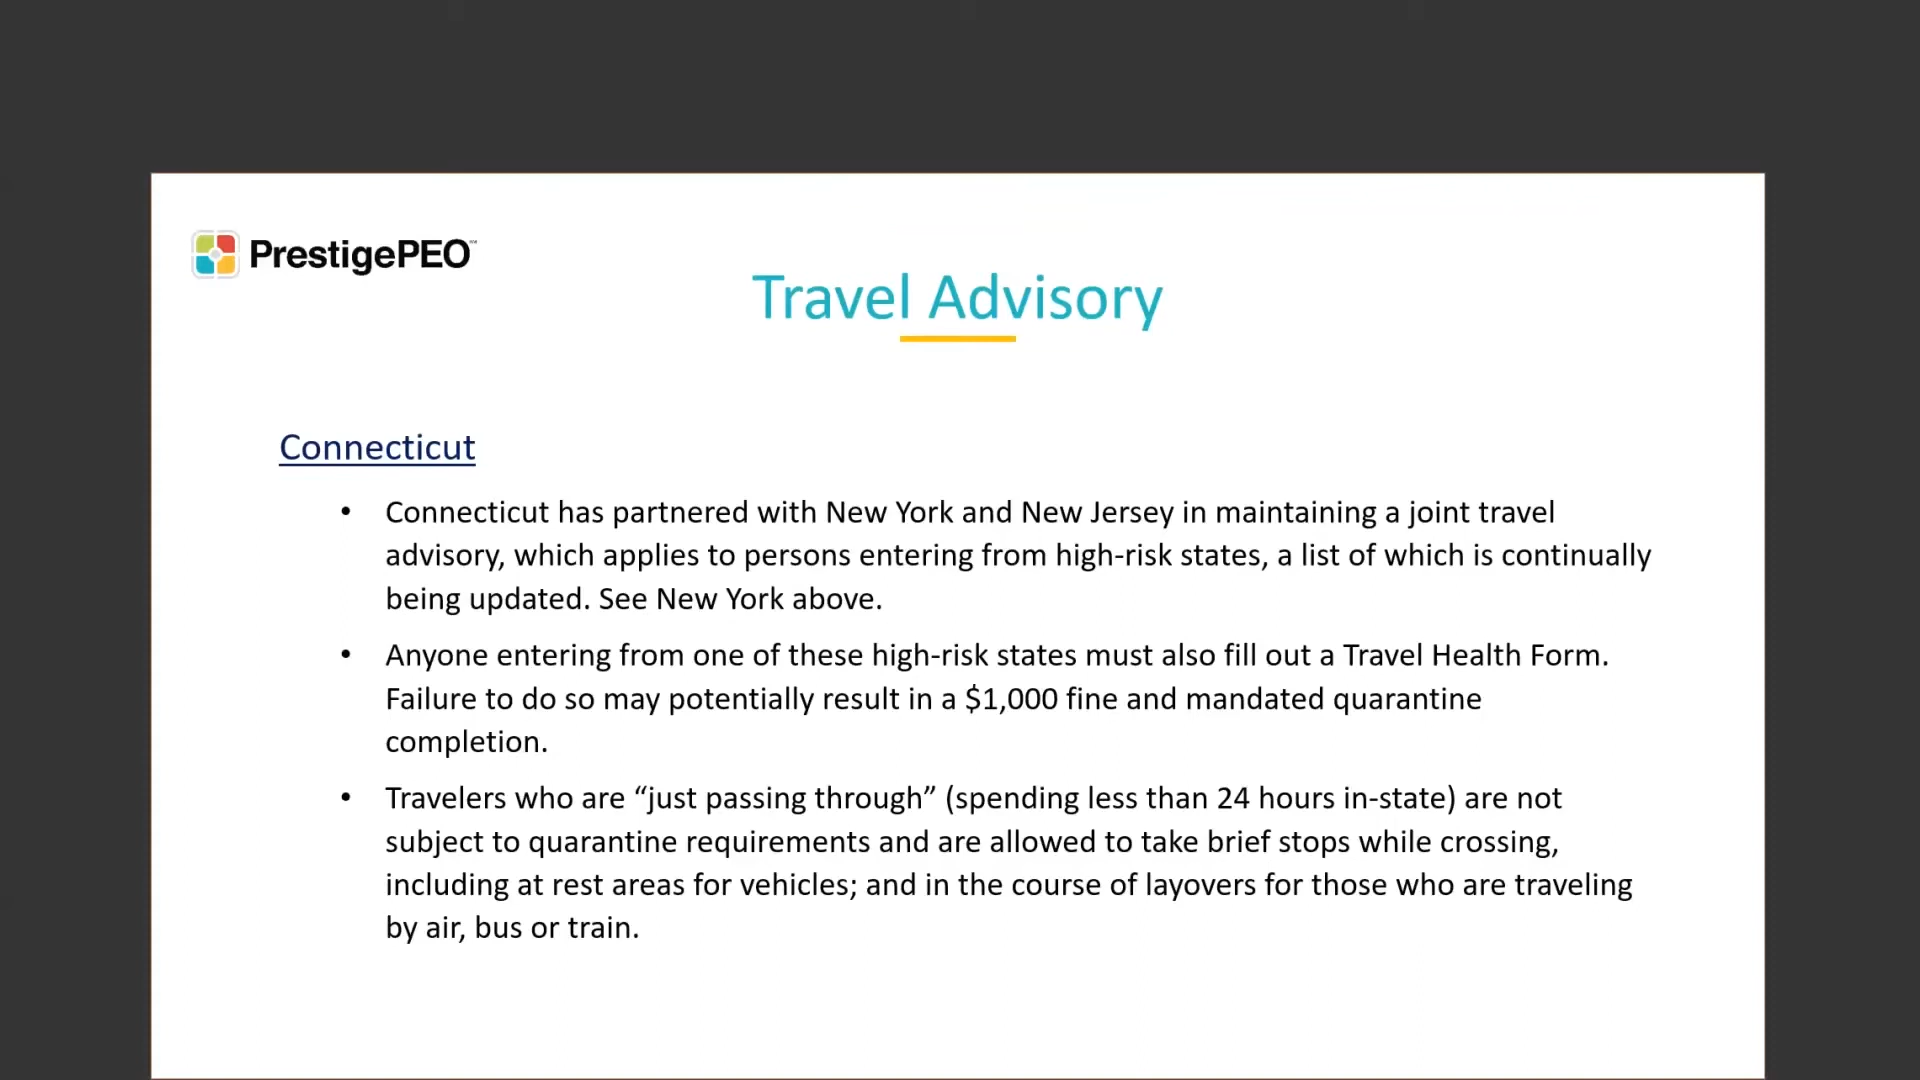 PrestigePEO™
Travel Advisory
Connecticut
• Connecticut has partnered with New York and New Jersey in maintaining a joint travel
advisory, which applies to persons entering from high-risk states, a list of which is continually
being updated. See New York above.
• Anyone entering from one of these high-risk states must also fill out a Travel Health Form.
Failure to do so may potentially result in a $1,000 fine and mandated quarantine
completion.
• Travelers who are “just passing through” (spending less than 24 hours in-state) are not
subject to quarantine requirements and are allowed to take brief stops while crossing,
including at rest areas for vehicles; and in the course of layovers for those who are traveling
by air, bus or train.